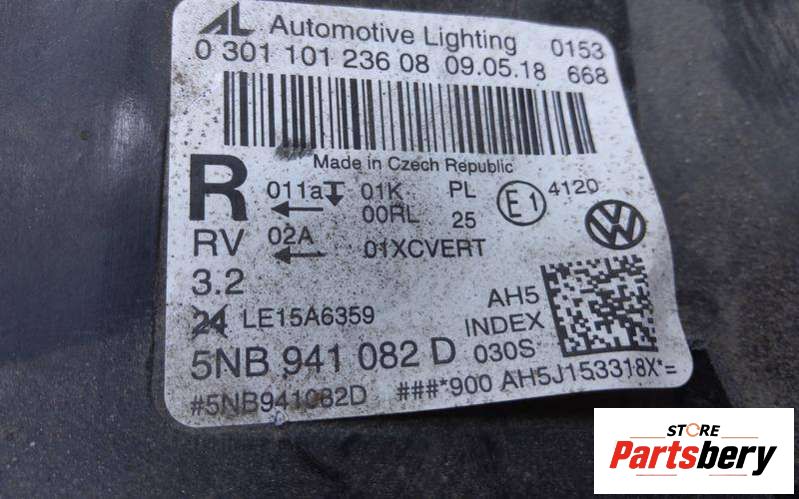 AL Automotive Lighting 0153
0 301 101 236 08 09.05.18 668
Made in Czech Republic
R 011a 01K PL E1 4120
00RL 25
RV 02A 01XCVERT
3.2
24 LE15A6359 AH5
INDEX
5NB 941 082 D 030S
#5NB941082D ###*900 AH5J153318X*=
STORE
Partsbery